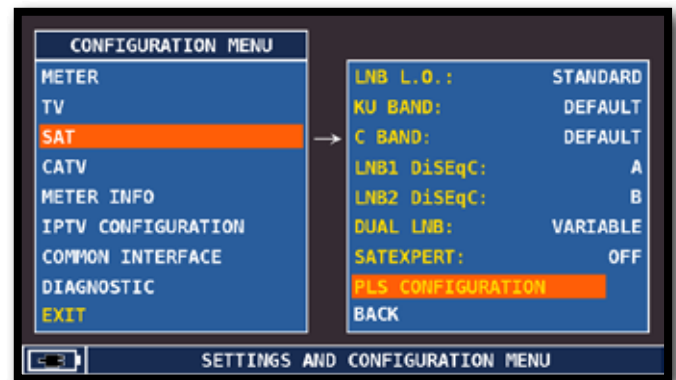 CONFIGURATION MENU
METER
TV
SAT
CATV
METER INFO
IPTV CONFIGURATION
COMMON INTERFACE
DIAGNOSTIC
EXIT
LNB L.O.: STANDARD
KU BAND: DEFAULT
C BAND: DEFAULT
LNB1 DiSEqC: A
LNB2 DiSEqC: B
DUAL LNB: VARIABLE
SATEXPERT: OFF
PLS CONFIGURATION
BACK
SETTINGS AND CONFIGURATION MENU